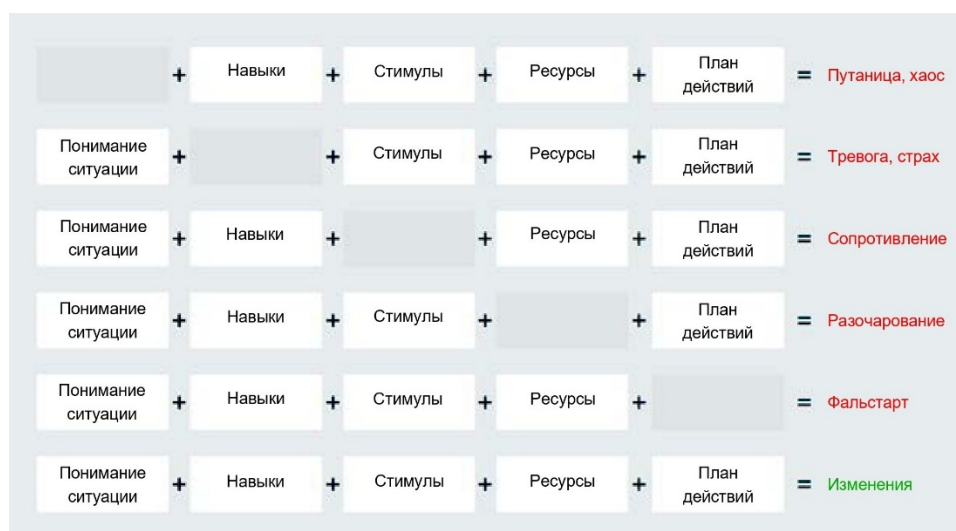 + Навыки + Стимулы + Ресурсы + План действий = Путаница, хаос
Понимание ситуации + + Стимулы + Ресурсы + План действий = Тревога, страх
Понимание ситуации + Навыки + + Ресурсы + План действий = Сопротивление
Понимание ситуации + Навыки + Стимулы + + План действий = Разочарование
Понимание ситуации + Навыки + Стимулы + Ресурсы + = Фальстарт
Понимание ситуации + Навыки + Стимулы + Ресурсы + План действий = Изменения